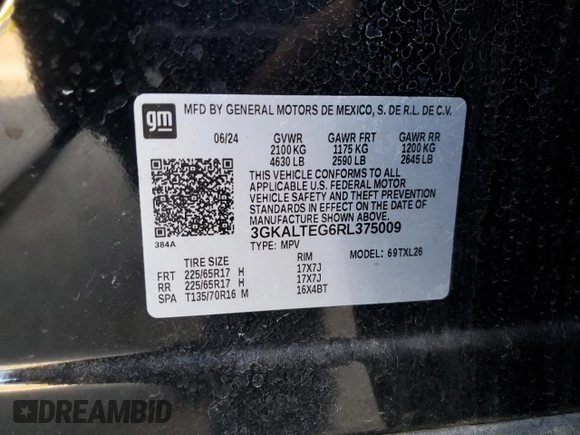 gm
MFD BY GENERAL MOTORS DE MEXICO, S. DE R.L. DE C.V.
06/24 GVWR GAWR FRT GAWR RR
2100 KG 1175 KG 1200 KG
4630 LB 2590 LB 2645 LB
THIS VEHICLE CONFORMS TO ALL
APPLICABLE U.S. FEDERAL MOTOR
VEHICLE SAFETY AND THEFT PREVENTION
STANDARDS IN EFFECT ON THE DATE OF
MANUFACTURE SHOWN ABOVE.
3GKALTEG6RL375009
384A TYPE: MPV MODEL: 69TXL26
TIRE SIZE RIM
FRT 225/65R17 H 17X7J
RR 225/65R17 H 17X7J
SPA T135/70R16 M 16X4BT
DREAMBID